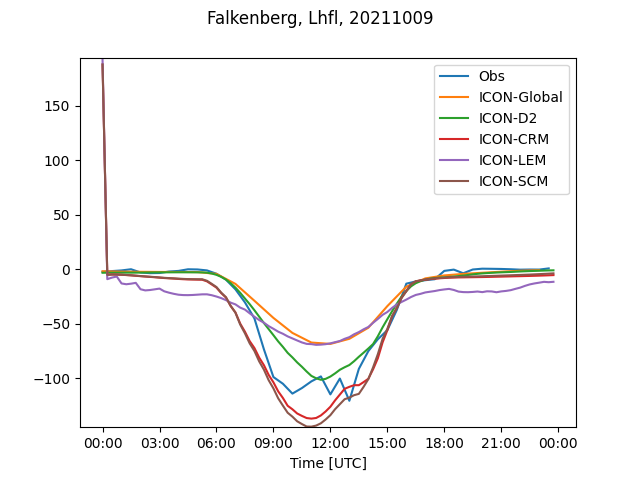 Falkenberg, Lhfl, 20211009
Obs
ICON-Global
ICON-D2
ICON-CRM
ICON-LEM
ICON-SCM
150
100
50
0
−50
−100
00:00 03:00 06:00 09:00 12:00 15:00 18:00 21:00 00:00
Time [UTC]